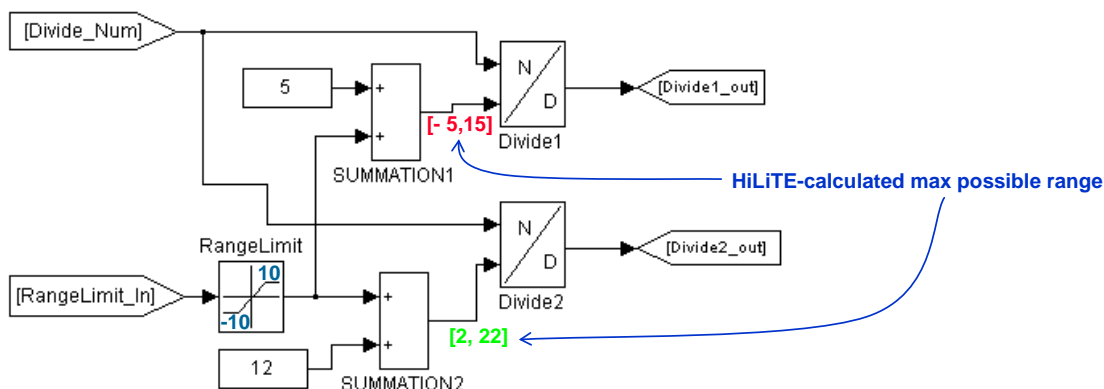 [Divide_Num]
N
D
Divide1
[Divide1_out]
5
+
+
SUMMATION1
[- 5,15]
HiLiTE-calculated max possible range
N
D
Divide2
[Divide2_out]
RangeLimit
10
-10
[RangeLimit_In]
+
+
SUMMATION2
[2, 22]
12